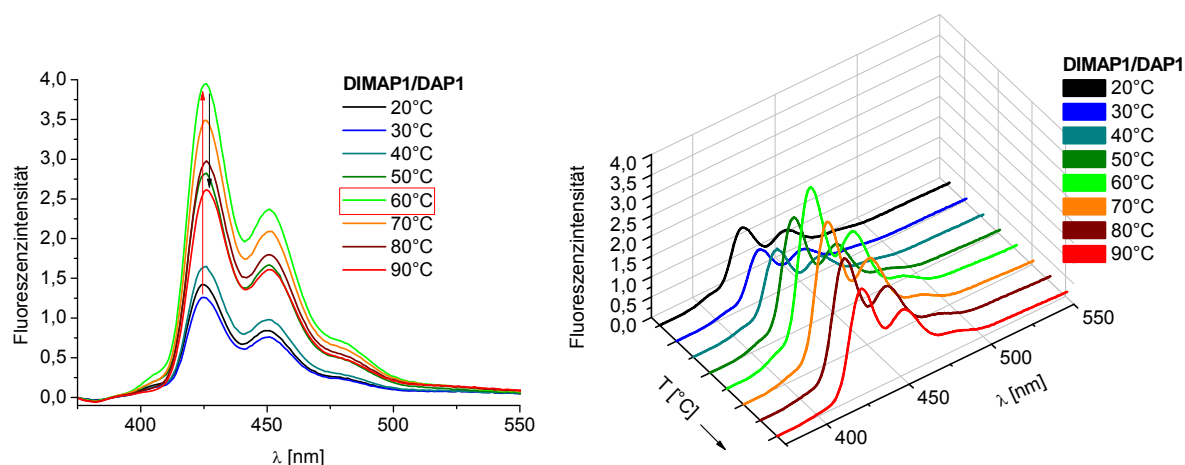 Fluoreszintensität
4,0
3,5
3,0
2,5
2,0
1,5
1,0
0,5
0,0
400
450
500
550
λ [nm]
DIMAP1/DAP1
20°C
30°C
40°C
50°C
60°C
70°C
80°C
90°C
Fluoreszenzintensität
4,0
3,5
3,0
2,5
2,0
1,5
1,0
0,5
0,0
T [°C]
400
450
500
550
λ [nm]
DIMAP1/DAP1
20°C
30°C
40°C
50°C
60°C
70°C
80°C
90°C